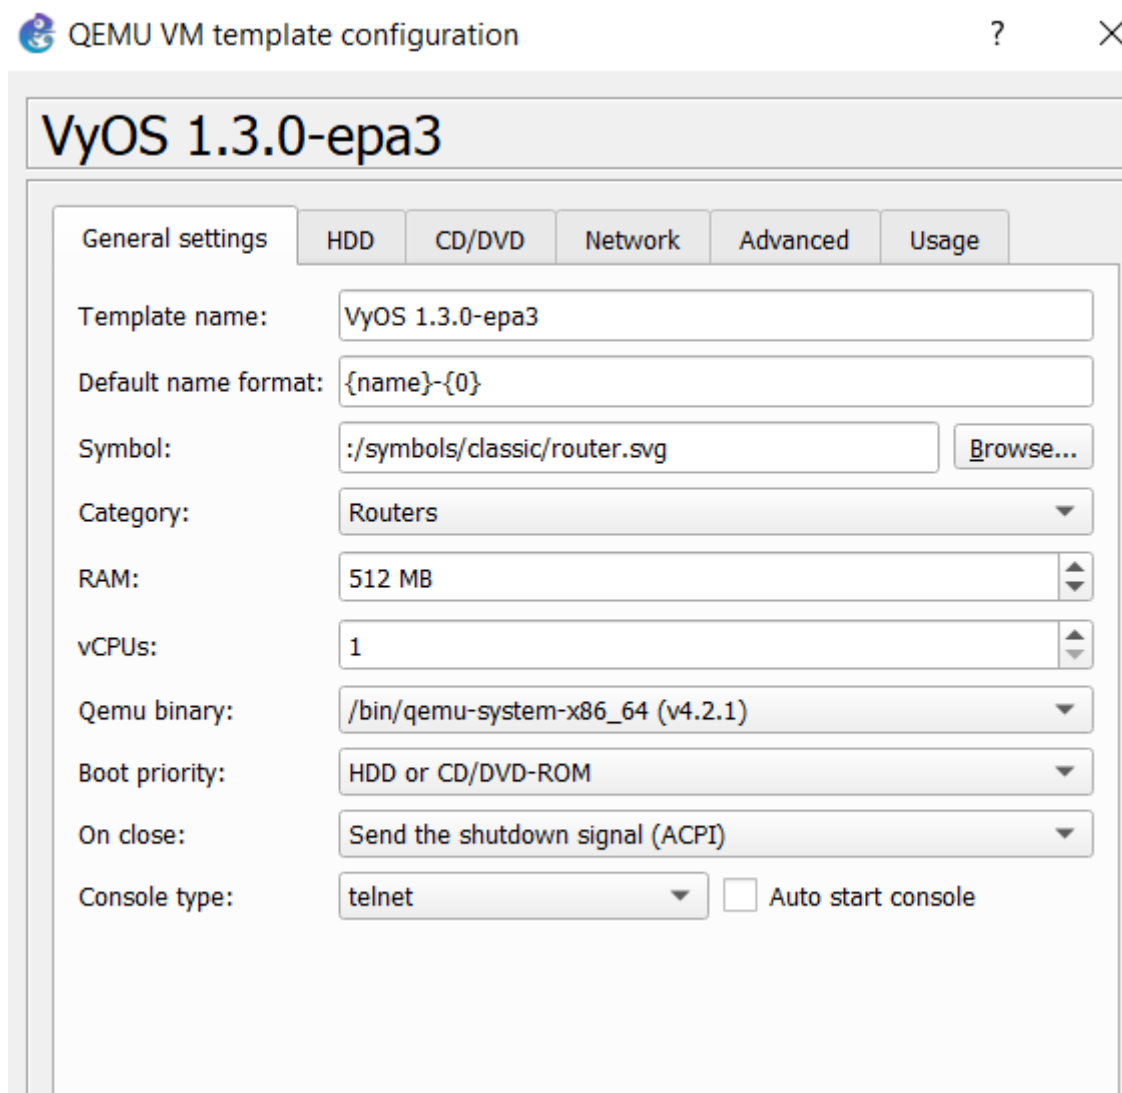 QEMU VM template configuration ?
VyOS 1.3.0-epa3
General settings HDD CD/DVD Network Advanced Usage
Template name: VyOS 1.3.0-epa3
Default name format: {name}-{0}
Symbol: :/symbols/classic/router.svg Browse...
Category: Routers
RAM: 512 MB
vCPUs: 1
Qemu binary: /bin/qemu-system-x86_64 (v4.2.1)
Boot priority: HDD or CD/DVD-ROM
On close: Send the shutdown signal (ACPI)
Console type: telnet Auto start console